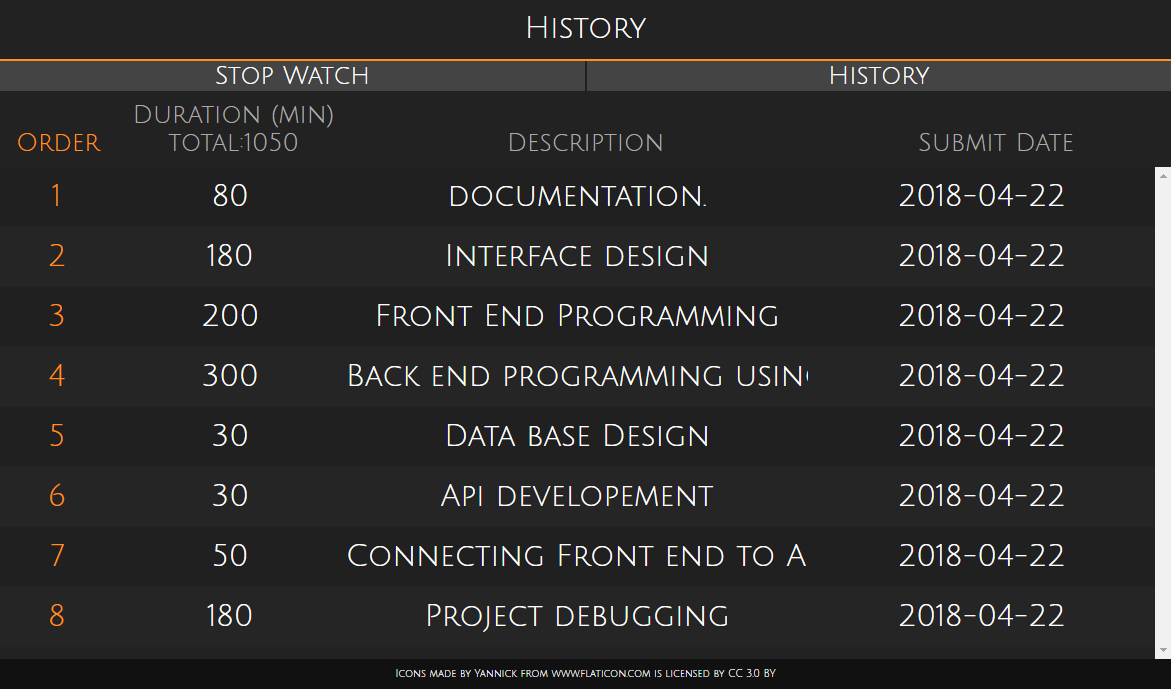 History
Stop Watch History
Duration (min)
Order total:1050 Description Submit Date
1 80 documentation. 2018-04-22
2 180 Interface design 2018-04-22
3 200 Front End Programming 2018-04-22
4 300 Back end programming using 2018-04-22
5 30 Data base Design 2018-04-22
6 30 Api developement 2018-04-22
7 50 Connecting Front end to A 2018-04-22
8 180 Project debugging 2018-04-22
Icons made by Yannick from www.flaticon.com is licensed by CC 3.0 BY